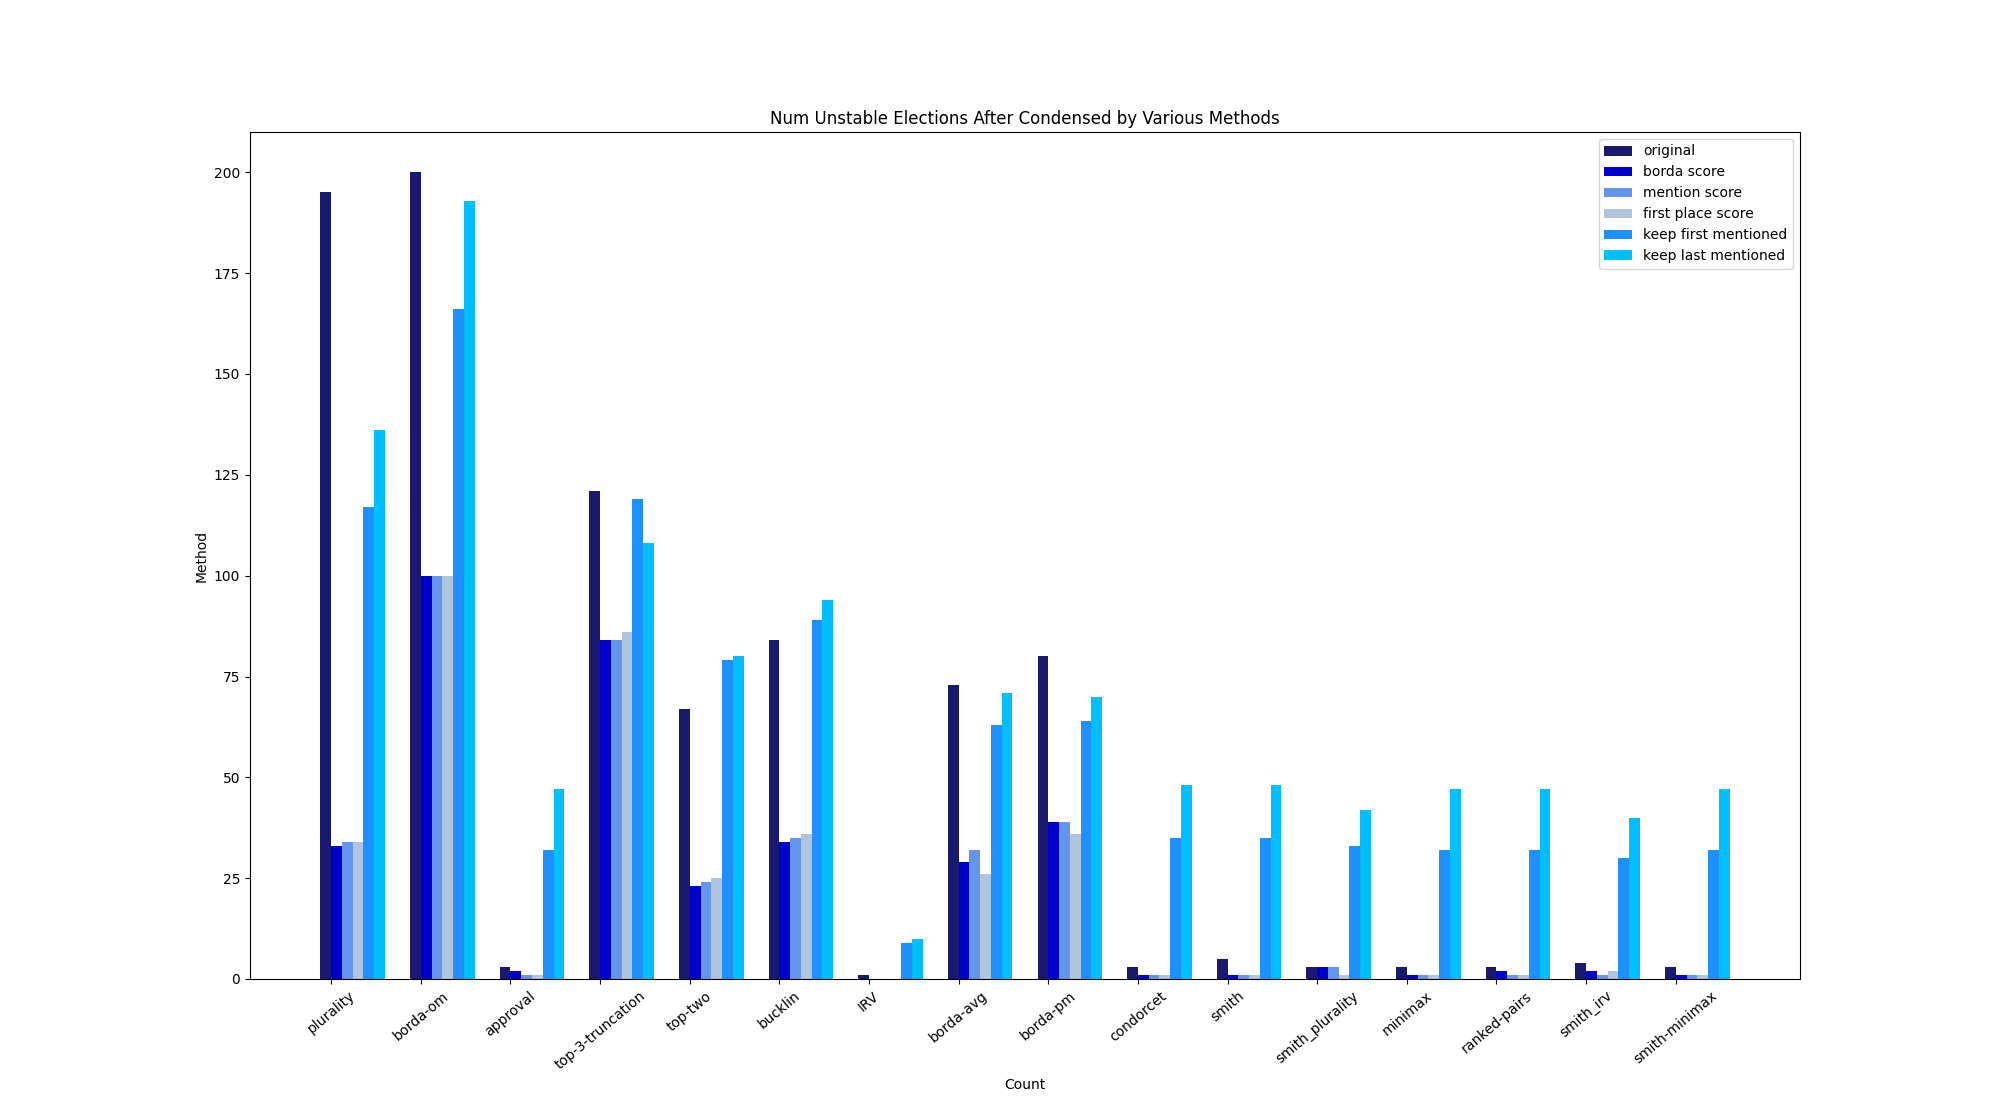 Num Unstable Elections After Condensed by Various Methods
original
borda score
mention score
first place score
keep first mentioned
keep last mentioned
200
175
150
125
100
75
50
25
0
Method
plurality
borda-om
approval
top-3-truncation
top-two
bucklin
IRV
borda-avg
borda-pm
condorcet
smith
smith_plurality
minimax
ranked-pairs
smith_irv
smith-minimax
Count